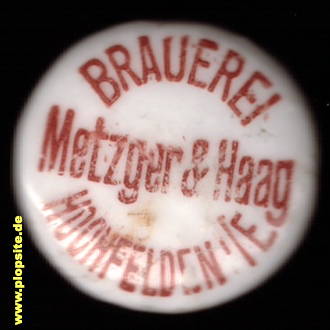 BRAUEREI
Metzger & Haag
HOCHFELDEN i/E
www.plopsite.de